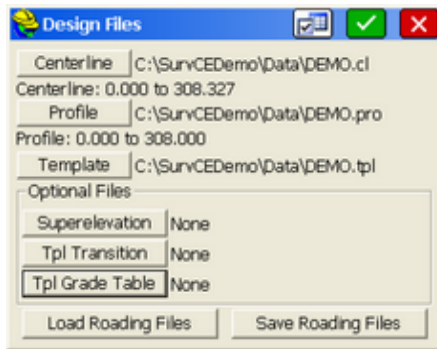 Design Files
Centerline C:\SurvCEDemo\Data\DEMO.cl
Centerline: 0.000 to 308.327
Profile C:\SurvCEDemo\Data\DEMO.pro
Profile: 0.000 to 308.000
Template C:\SurvCEDemo\Data\DEMO.tpl
Optional Files
Superelevation None
Tpl Transition None
Tpl Grade Table None
Load Roading Files Save Roading Files